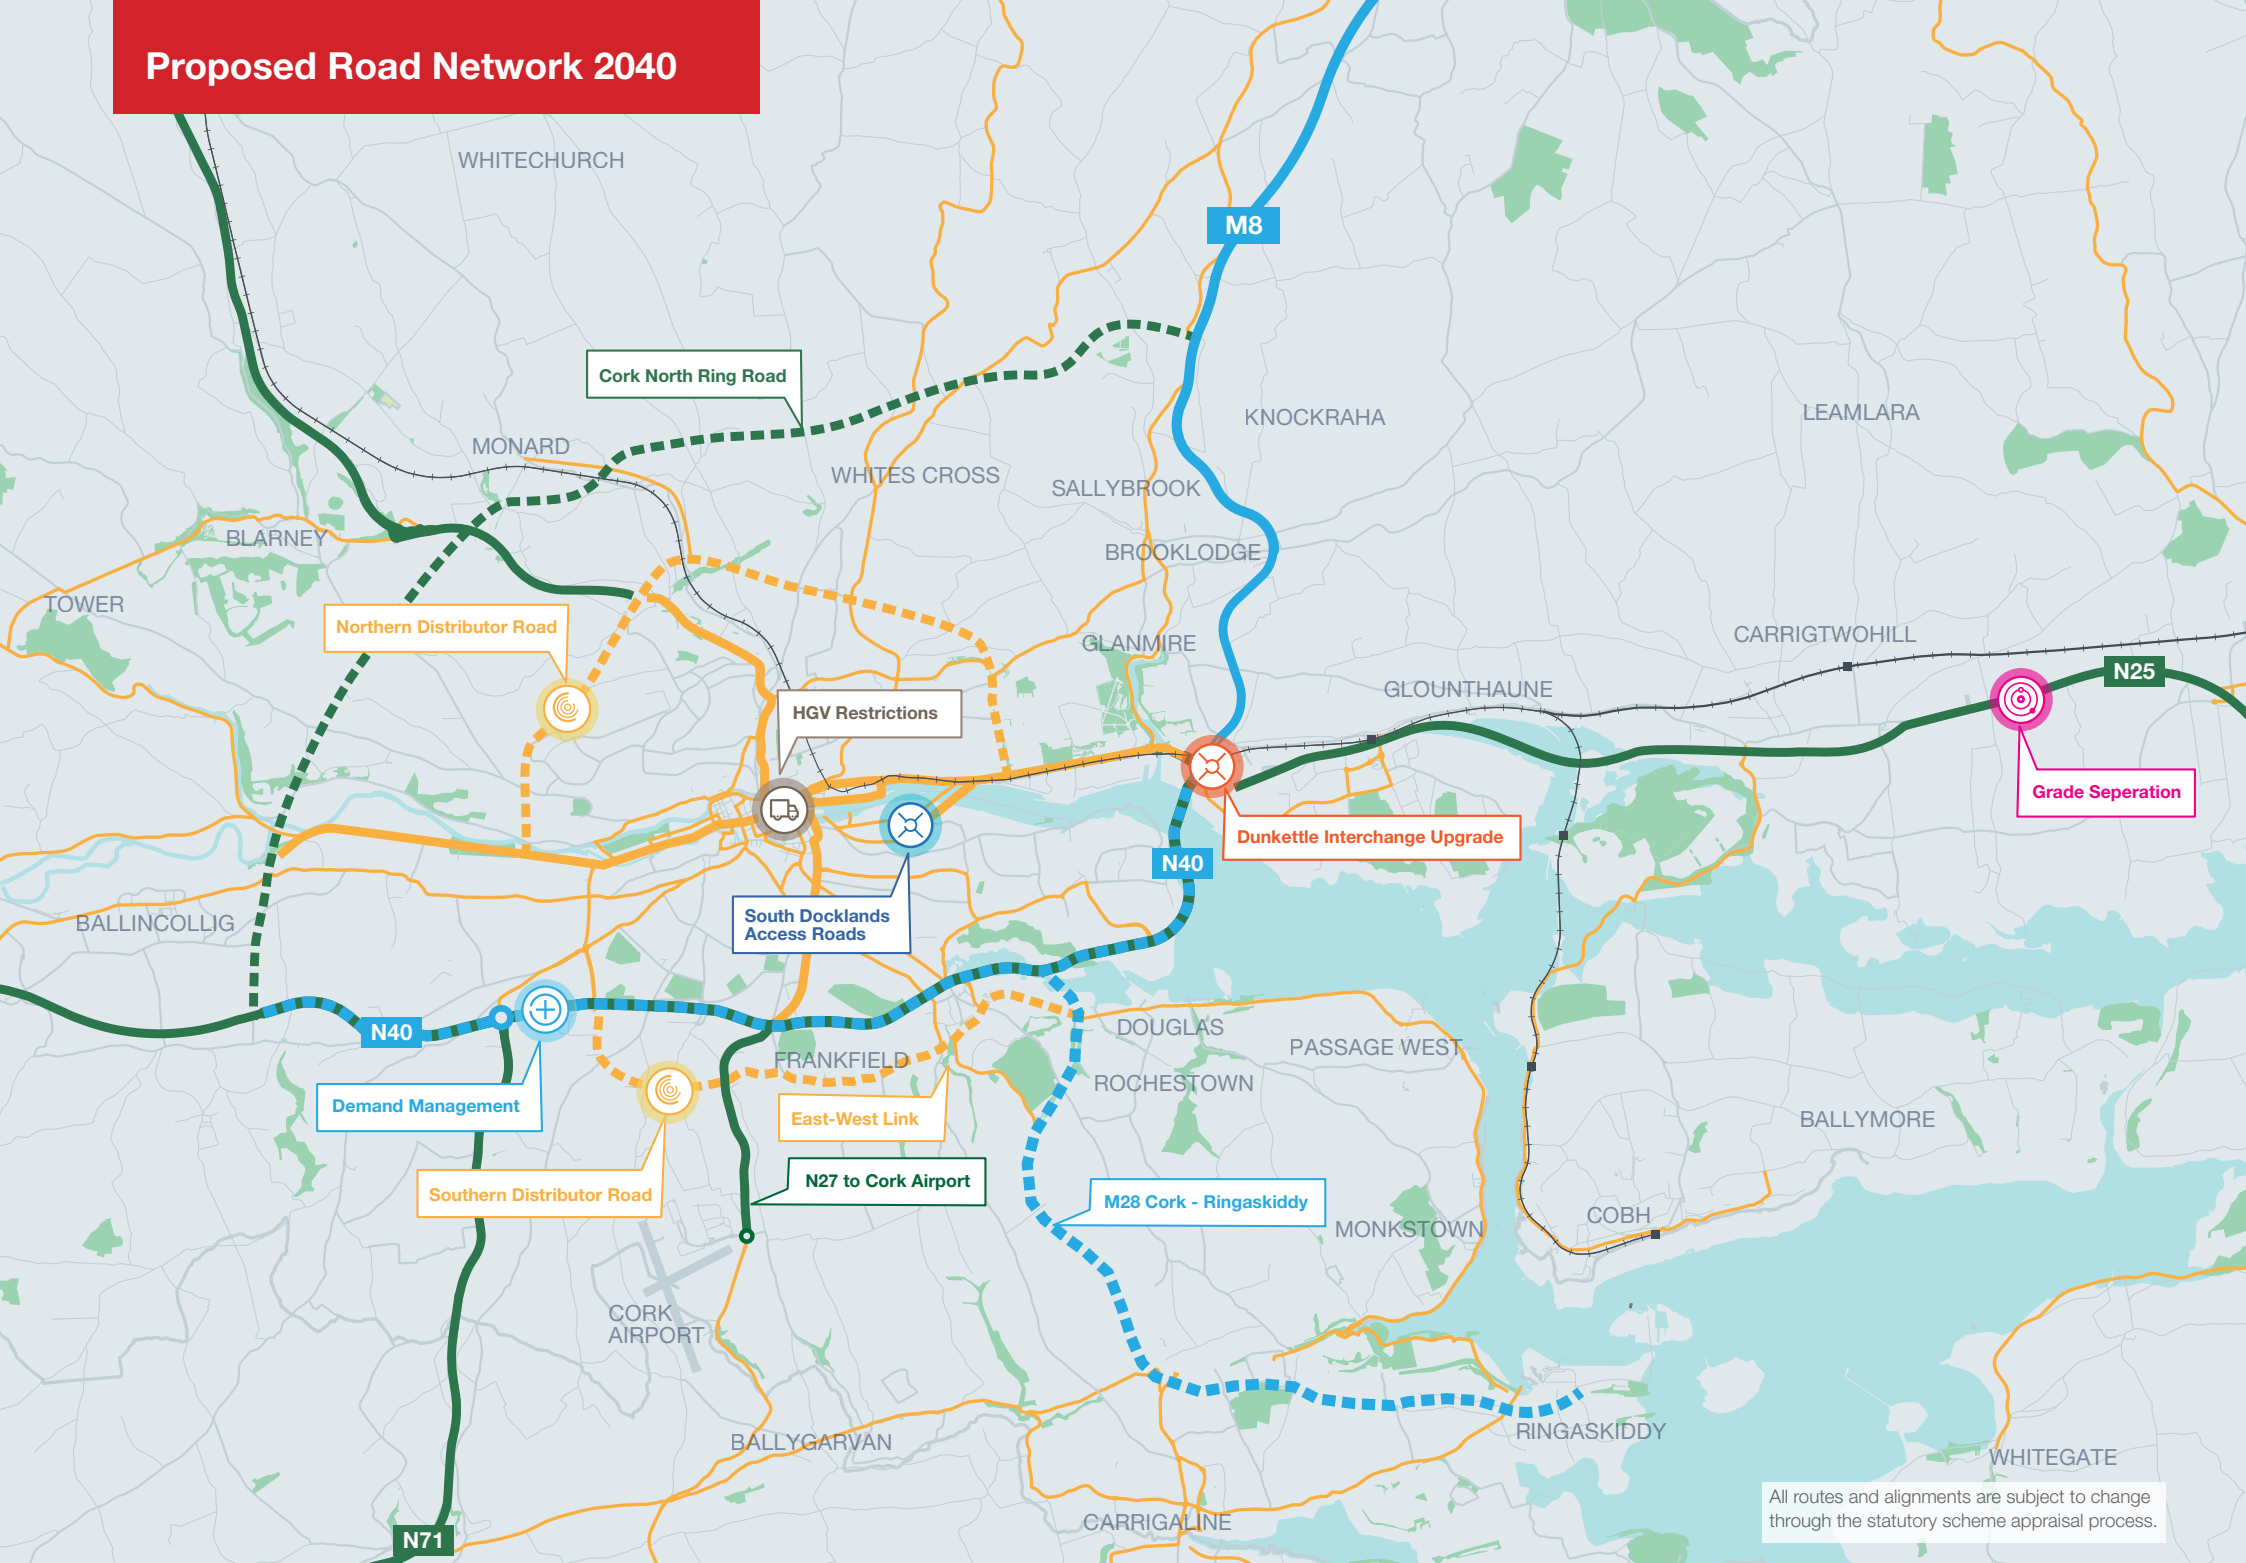 Proposed Road Network 2040
WHITECHURCH
M8
Cork North Ring Road
KNOCKRAHA
LEAMLARA
MONARD
WHITES CROSS
SALLYBROOK
BLARNEY
BROOKLODGE
TOWER
Northern Distributor Road
GLANMIRE
CARRIGTWOHILL
N25
GLOUNTHAUNE
HGV Restrictions
Grade Seperation
Dunkettle Interchange Upgrade
N40
South Docklands
Access Roads
BALLINCOLLIG
N40
DOUGLAS
PASSAGE WEST
FRANKFIELD
ROCHESTOWN
Demand Management
East-West Link
BALLYMORE
Southern Distributor Road
N27 to Cork Airport
M28 Cork - Ringaskiddy
MONKSTOWN
COBH
CORK
AIRPORT
BALLYGARVAN
RINGASKIDDY
WHITEGATE
All routes and alignments are subject to change
through the statutory scheme appraisal process.
CARRIGALINE
N71